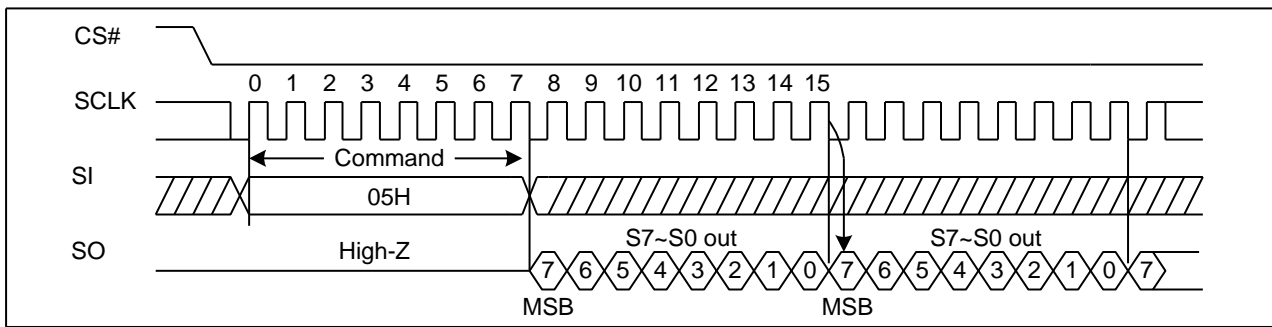 CS#
0 1 2 3 4 5 6 7 8 9 10 11 12 13 14 15
SCLK
Command
SI
05H
S7~S0 out S7~S0 out
SO High-Z
7 6 5 4 3 2 1 0 7 6 5 4 3 2 1 0 7
MSB MSB